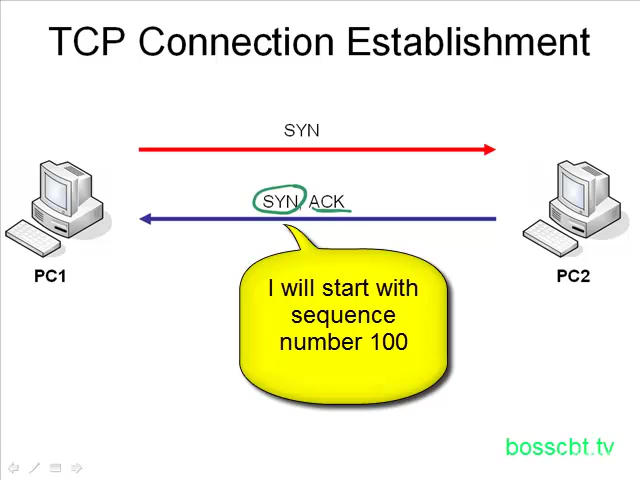 TCP Connection Establishment
SYN
SYN, ACK
PC1
PC2
I will start with
sequence
number 100
bosscbt.tv